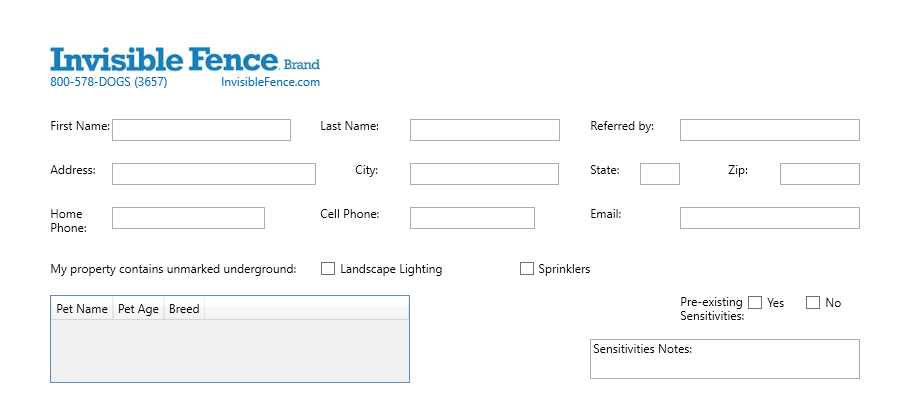 Invisible Fence Brand
800-578-DOGS (3657) InvisibleFence.com
First Name: Last Name: Referred by:
Address: City: State: Zip:
Home Phone: Cell Phone: Email:
My property contains unmarked underground: Landscape Lighting Sprinklers
Pet Name Pet Age Breed
Pre-existing Sensitivities: Yes No
Sensitivities Notes: